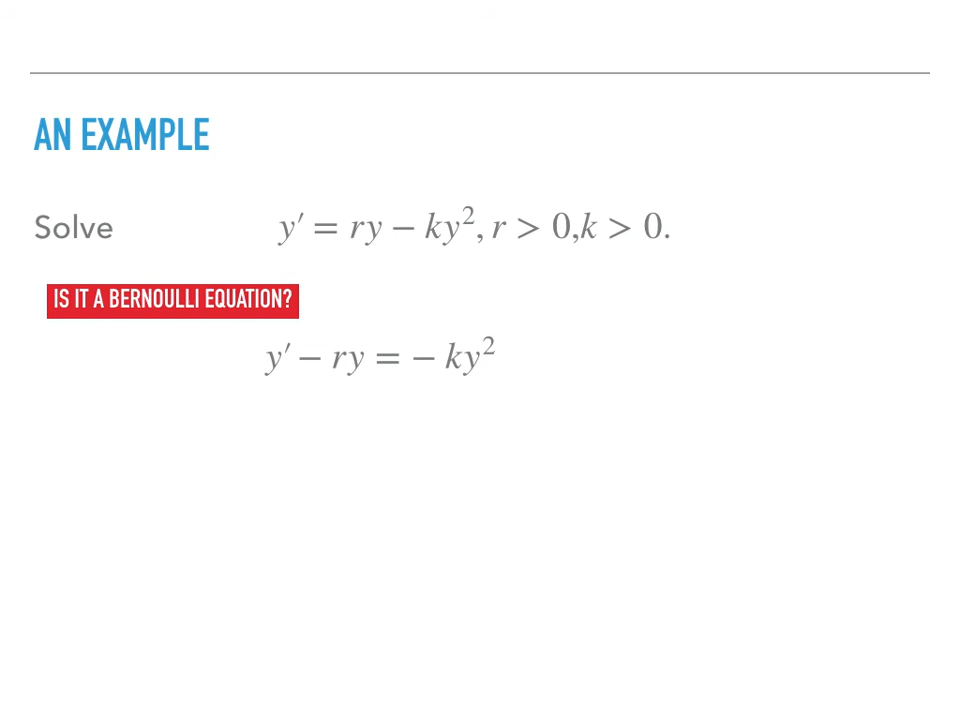 AN EXAMPLE
Solve y′ = ry − ky², r > 0,k > 0.
IS IT A BERNOULLI EQUATION?
y′ − ry = − ky²